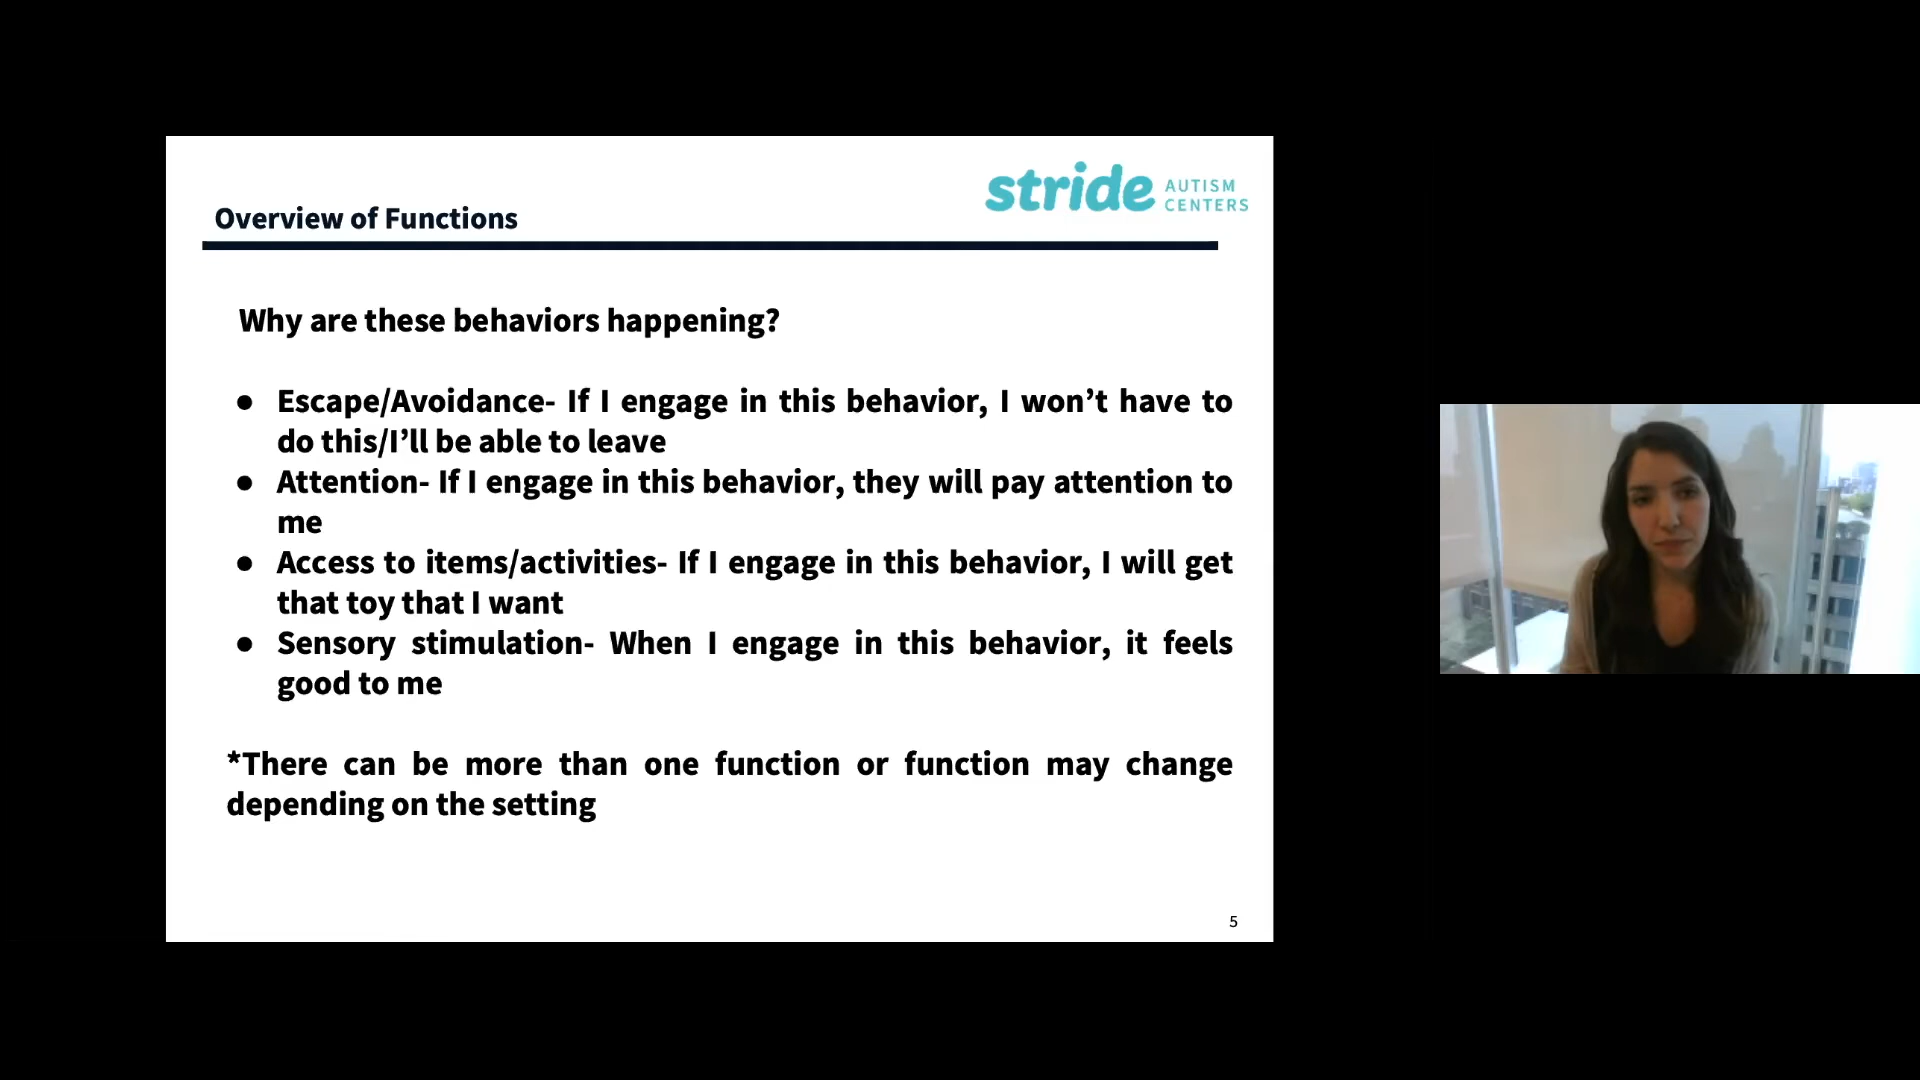 stride AUTISM
CENTERS
Overview of Functions
Why are these behaviors happening?
● Escape/Avoidance- If I engage in this behavior, I won’t have to
do this/I’ll be able to leave
● Attention- If I engage in this behavior, they will pay attention to
me
● Access to items/activities- If I engage in this behavior, I will get
that toy that I want
● Sensory stimulation- When I engage in this behavior, it feels
good to me
*There can be more than one function or function may change
depending on the setting
5